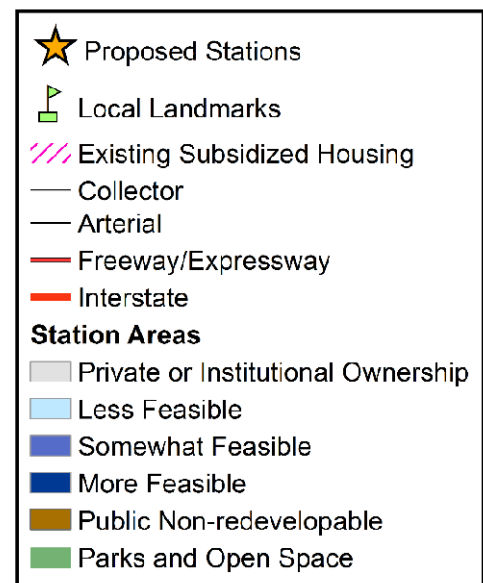 Proposed Stations
Local Landmarks
Existing Subsidized Housing
Collector
Arterial
Freeway/Expressway
Interstate
Station Areas
Private or Institutional Ownership
Less Feasible
Somewhat Feasible
More Feasible
Public Non-redevelopable
Parks and Open Space